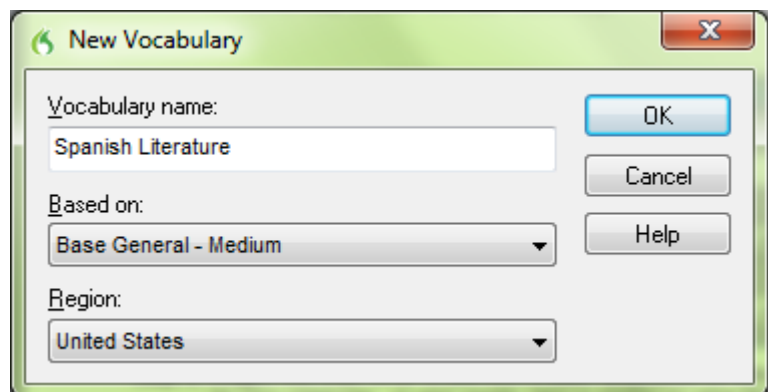 New Vocabulary
Vocabulary name:
Spanish Literature
Based on:
Base General - Medium
Region:
United States
OK
Cancel
Help